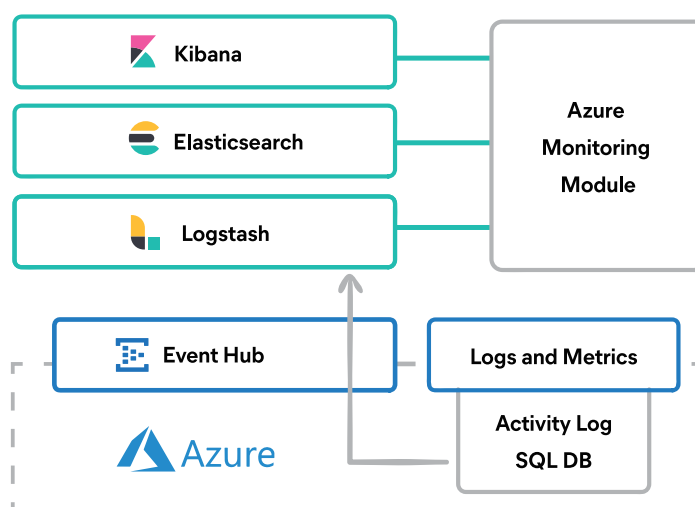 Kibana
Elasticsearch
Logstash
Azure
Monitoring
Module
Event Hub
Logs and Metrics
Activity Log
SQL DB
Azure